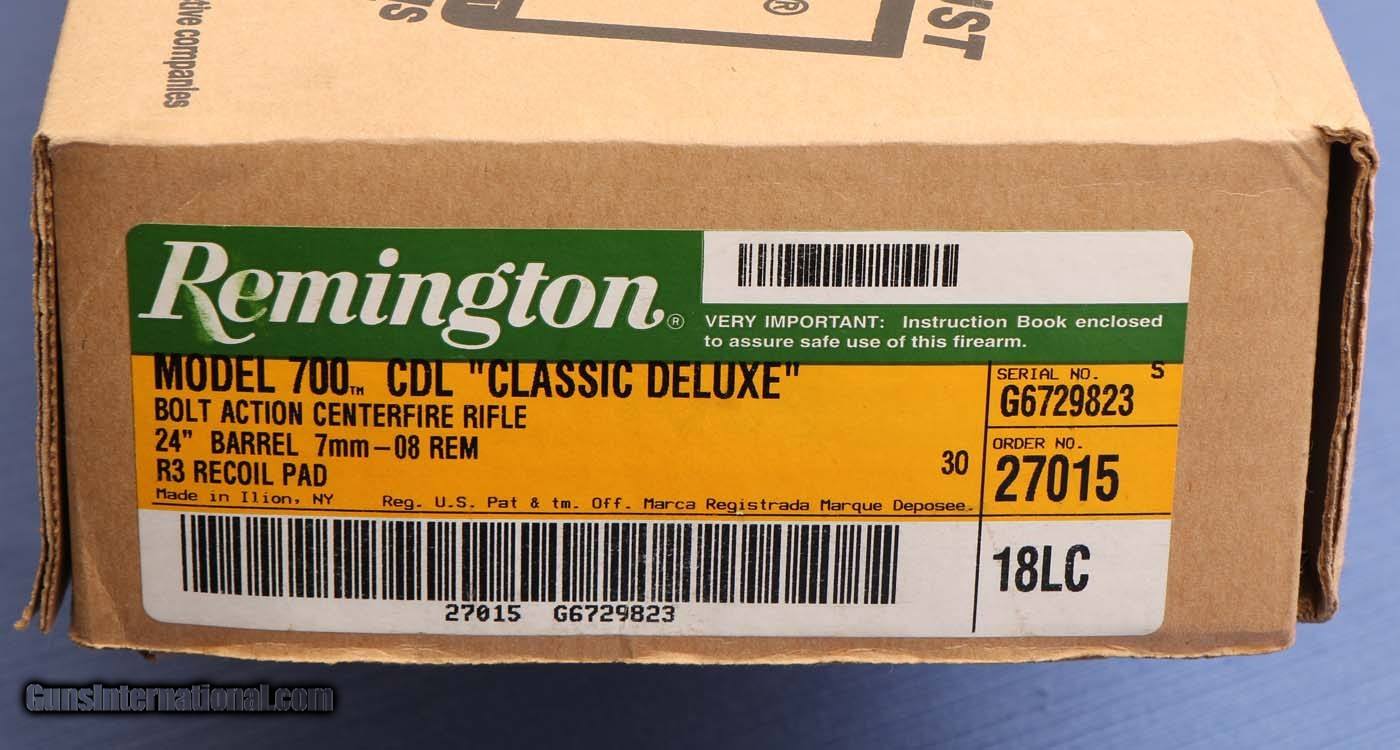 tive companies
UST
®
Remington®
VERY IMPORTANT: Instruction Book enclosed
to assure safe use of this firearm.
MODEL 700™ CDL "CLASSIC DELUXE"
BOLT ACTION CENTERFIRE RIFLE
24" BARREL 7mm-08 REM
R3 RECOIL PAD
30
Made in Ilion, NY Reg. U.S. Pat & tm. Off. Marca Registrada Marque Deposee.
SERIAL NO. S
G6729823
ORDER NO.
27015
18LC
27015 G6729823
GunsInternational.com